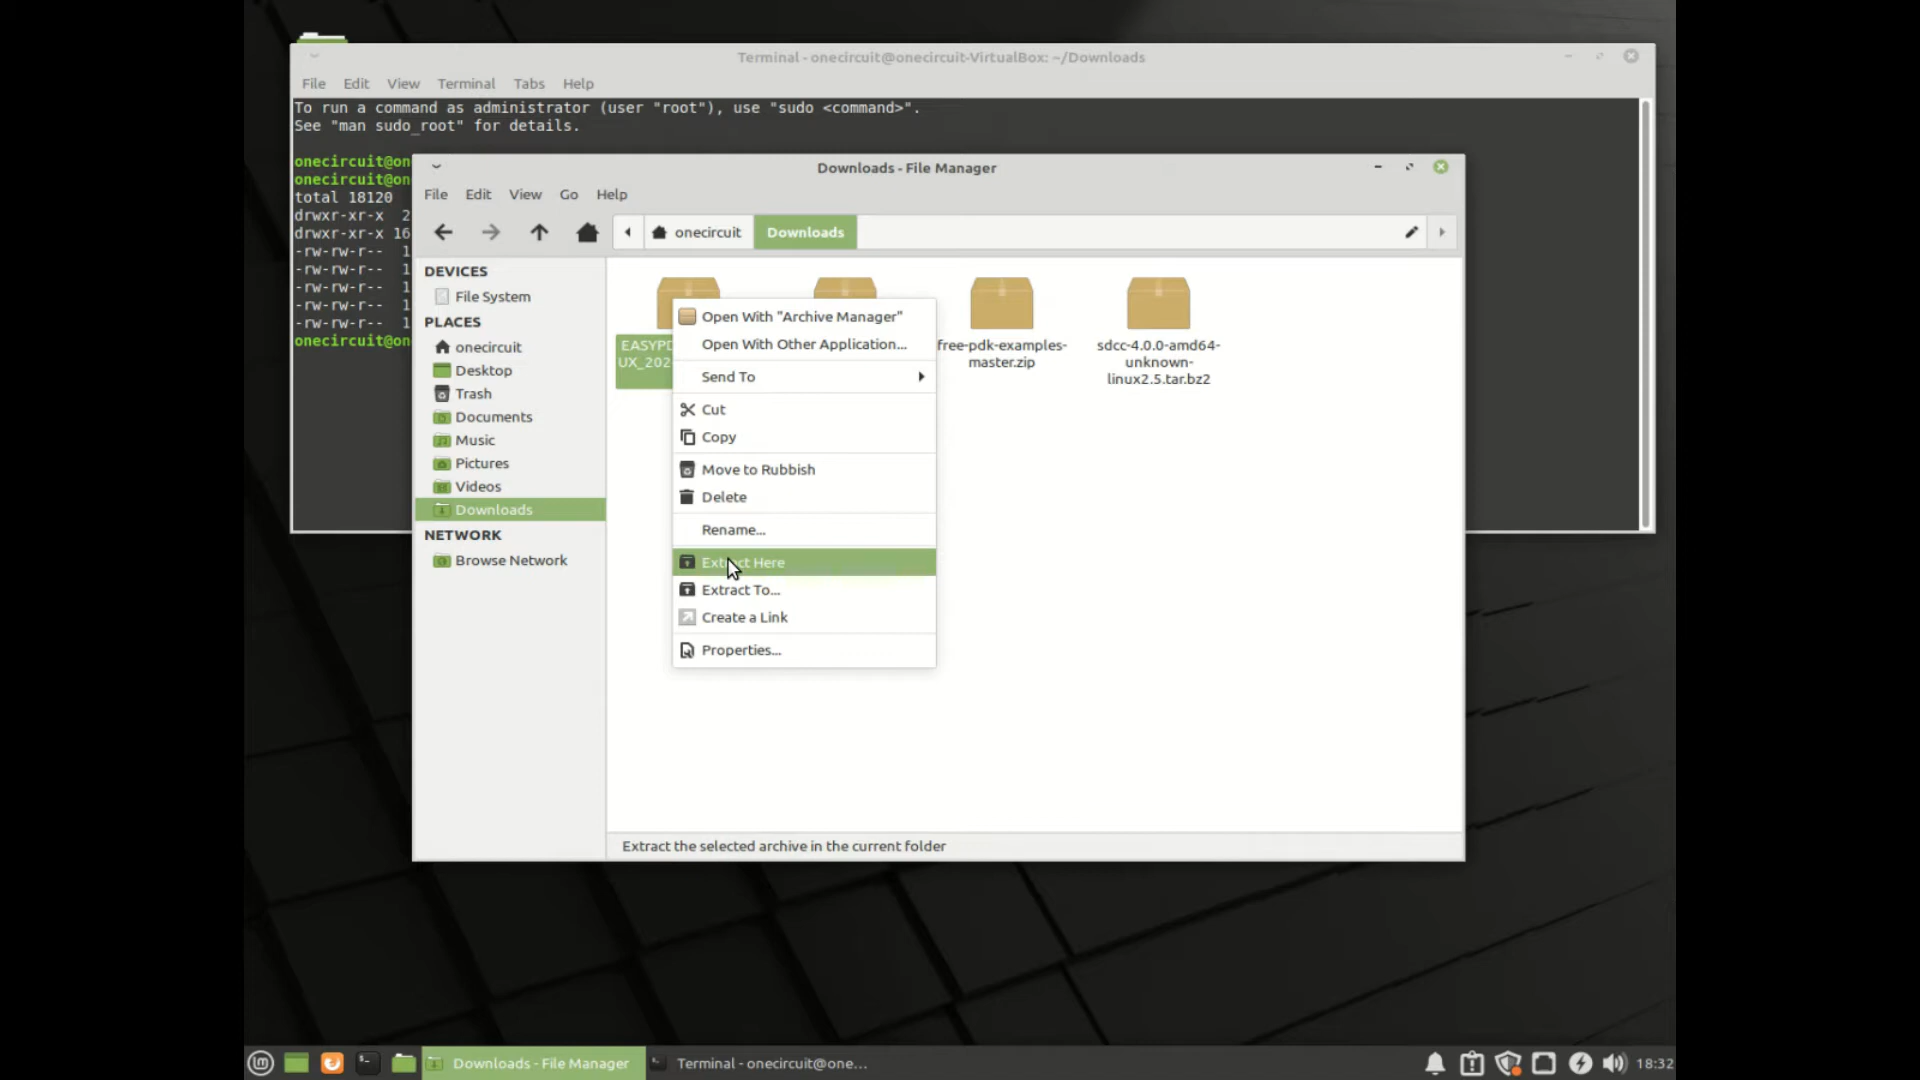 Terminal - onecircuit@onecircuit-VirtualBox: ~/Downloads
File Edit View Terminal Tabs Help
To run a command as administrator (user "root"), use "sudo <command>".
See "man sudo_root" for details.
onecircuit@on
onecircuit@on
total 18120
drwxr-xr-x 2
drwxr-xr-x 16
-rw-rw-r-- 1
-rw-rw-r-- 1
-rw-rw-r-- 1
-rw-rw-r-- 1
-rw-rw-r-- 1
onecircuit@on
Downloads - File Manager
File Edit View Go Help
onecircuit Downloads
DEVICES
File System
PLACES
onecircuit
Desktop
Trash
Documents
Music
Pictures
Videos
Downloads
NETWORK
Browse Network
EASYPD
UX_202
free-pdk-examples-
master.zip
sdcc-4.0.0-amd64-
unknown-
linux2.5.tar.bz2
Open With "Archive Manager"
Open With Other Application...
Send To
Cut
Copy
Move to Rubbish
Delete
Rename...
Extract Here
Extract To...
Create a Link
Properties...
Extract the selected archive in the current folder
Downloads - File Manager
Terminal - onecircuit@one...
18:32